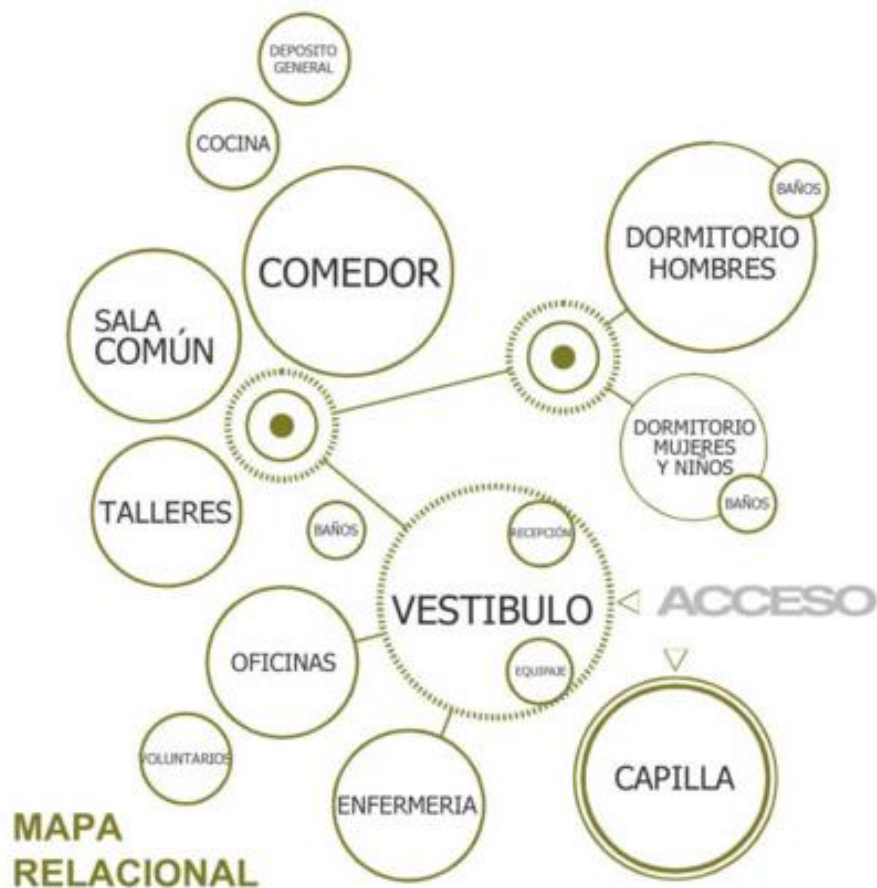 DEPOSITO
GENERAL
COCINA
BAÑOS
DORMITORIO
HOMBRES
COMEDOR
SALA
COMÚN
DORMITORIO
MUJERES
Y NIÑOS
BAÑOS
TALLERES
BAÑOS
RECEPCIÓN
VESTIBULO
ACCESO
OFICINAS
EQUIPAJE
VOLUNTARIOS
CAPILLA
ENFERMERIA
MAPA
RELACIONAL